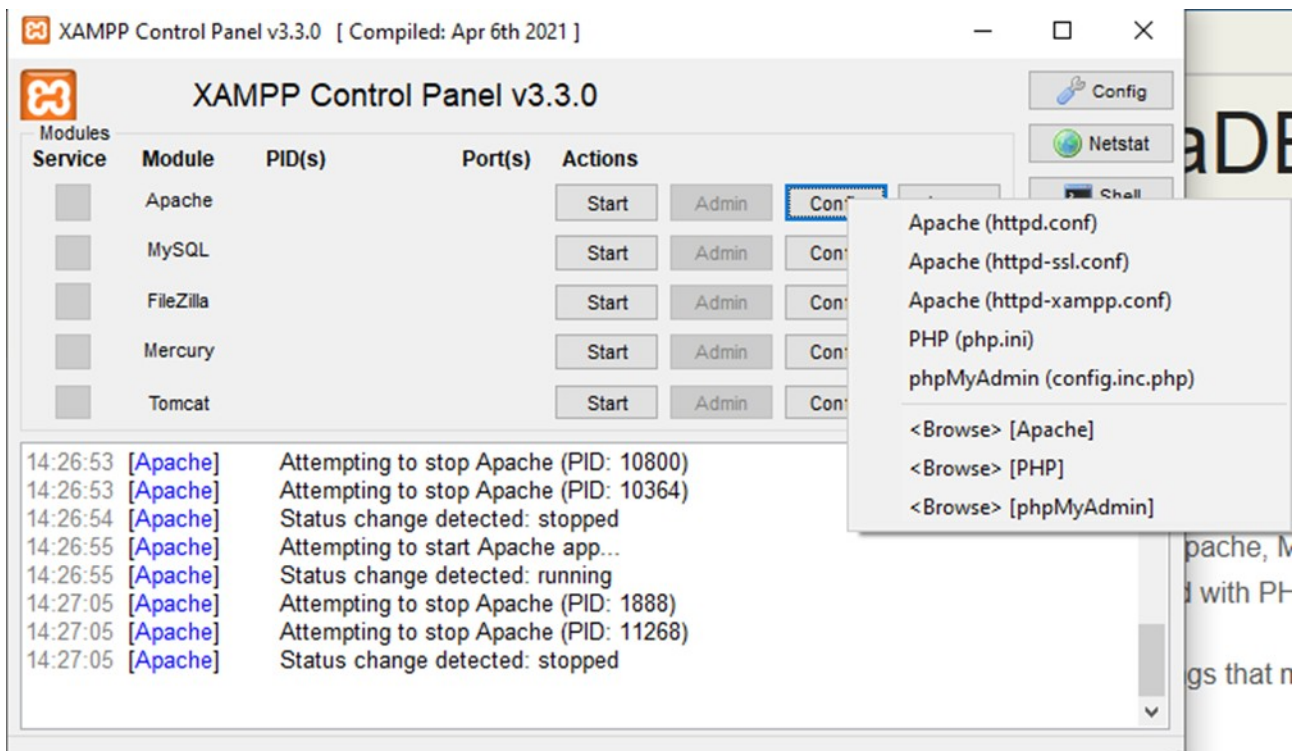 XAMPP Control Panel v3.3.0 [ Compiled: Apr 6th 2021 ]
XAMPP Control Panel v3.3.0
Config
Modules
Service Module PID(s) Port(s) Actions
Netstat
Shell
Apache Start Admin
MySQL Start Admin
FileZilla Start Admin
Mercury Start Admin
Tomcat Start Admin
Apache (httpd.conf)
Apache (httpd-ssl.conf)
Apache (httpd-xampp.conf)
PHP (php.ini)
phpMyAdmin (config.inc.php)
<Browse> [Apache]
<Browse> [PHP]
<Browse> [phpMyAdmin]
14:26:53 [Apache] Attempting to stop Apache (PID: 10800)
14:26:53 [Apache] Attempting to stop Apache (PID: 10364)
14:26:54 [Apache] Status change detected: stopped
14:26:55 [Apache] Attempting to start Apache app...
14:26:55 [Apache] Status change detected: running
14:27:05 [Apache] Attempting to stop Apache (PID: 1888)
14:27:05 [Apache] Attempting to stop Apache (PID: 11268)
14:27:05 [Apache] Status change detected: stopped
with
that